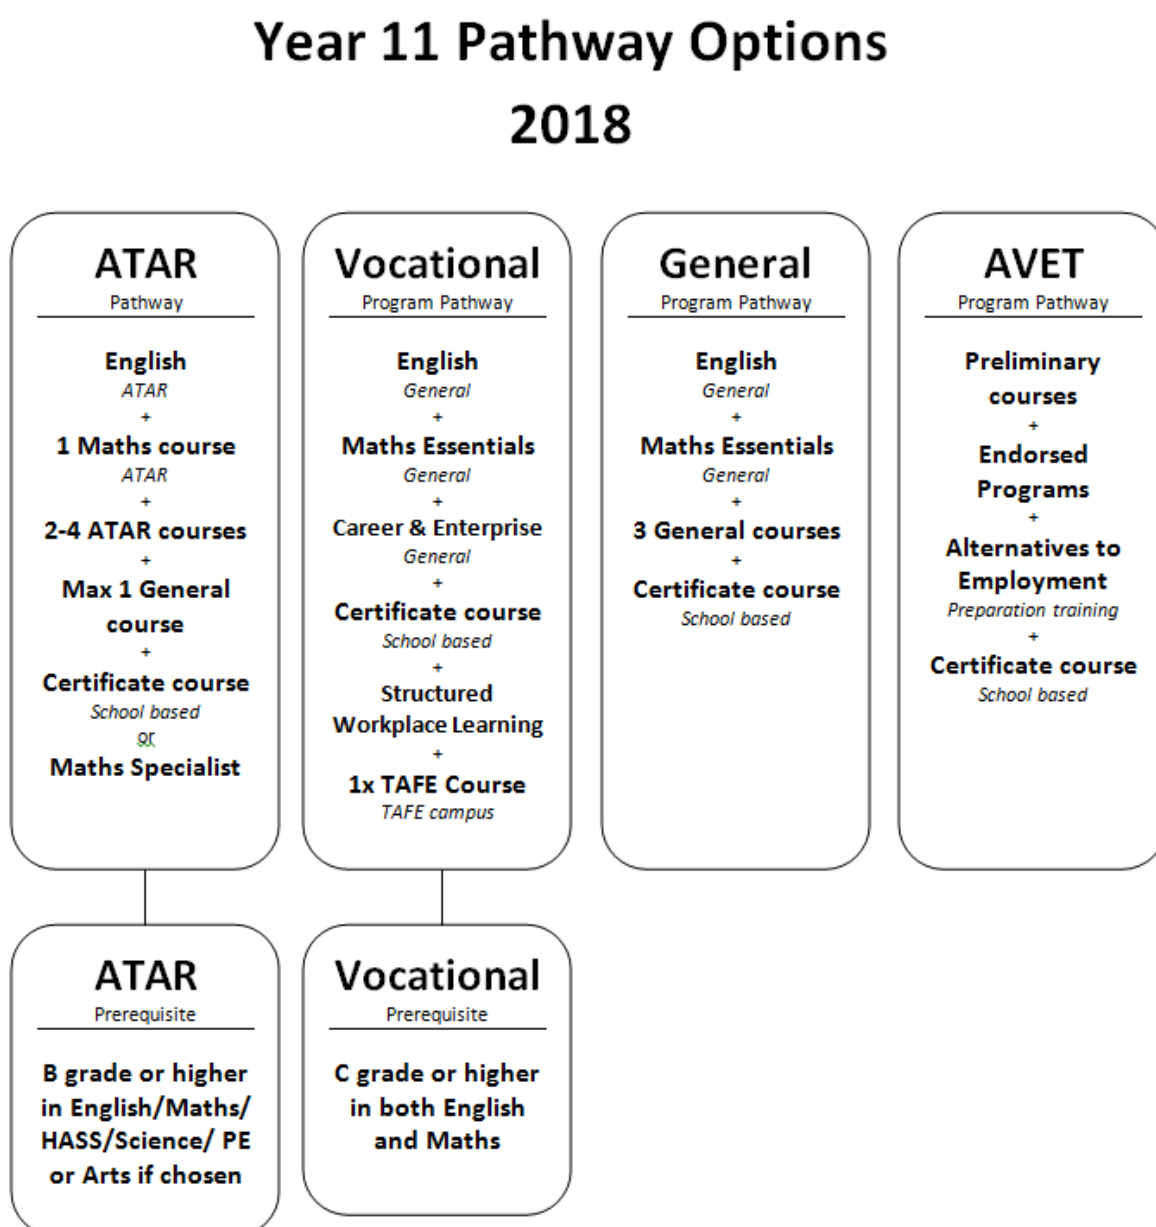 Year 11 Pathway Options
2018
ATAR
Pathway
English
ATAR
+
1 Maths course
ATAR
+
2-4 ATAR courses
+
Max 1 General
course
+
Certificate course
School based
or
Maths Specialist
Vocational
Program Pathway
English
General
+
Maths Essentials
General
+
Career & Enterprise
General
+
Certificate course
School based
+
Structured
Workplace Learning
+
1x TAFE Course
TAFE campus
General
Program Pathway
English
General
+
Maths Essentials
General
+
3 General courses
+
Certificate course
School based
AVET
Program Pathway
Preliminary
courses
+
Endorsed
Programs
+
Alternatives to
Employment
Preparation training
+
Certificate course
School based
ATAR
Prerequisite
B grade or higher
in English/Maths/
HASS/Science/ PE
or Arts if chosen
Vocational
Prerequisite
C grade or higher
in both English
and Maths